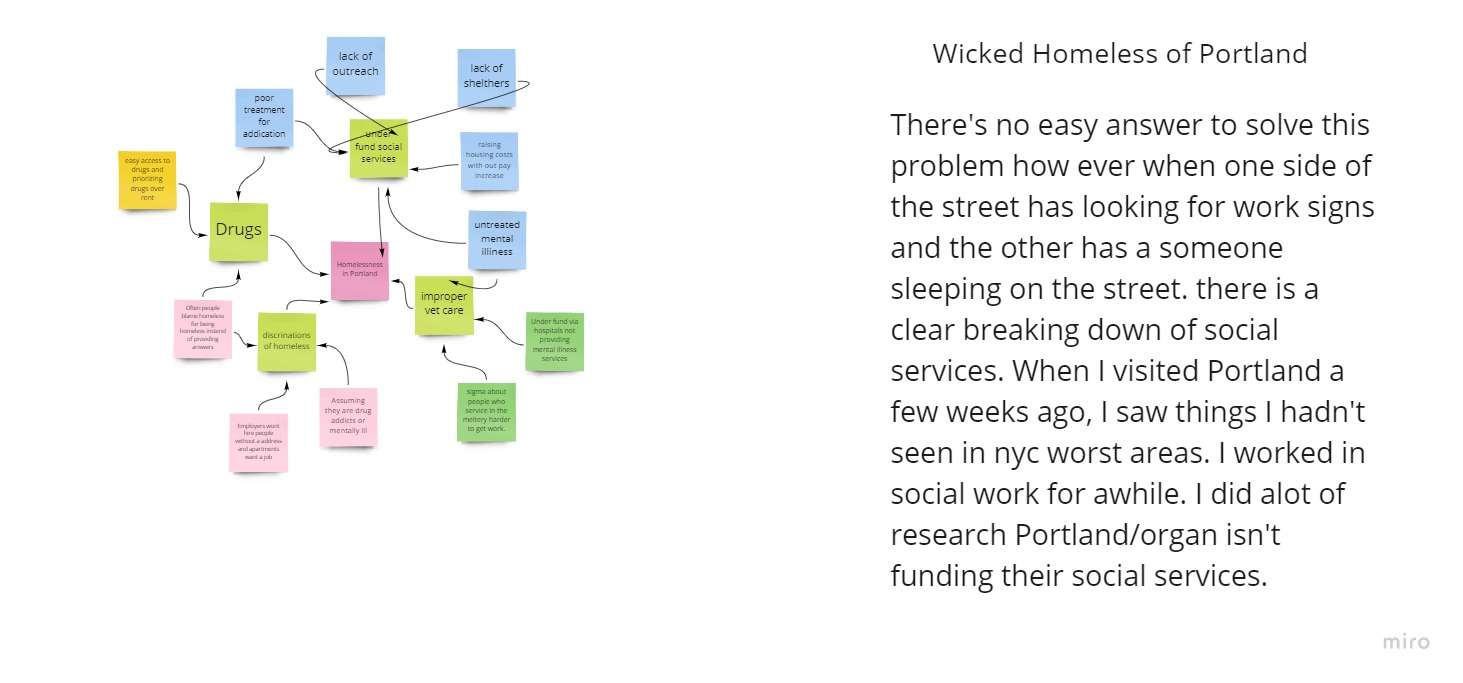 lack of
outreach
lack of
shelthers
poor
treatment
for
addication
under
fund social
services
raising
housing costs
with out pay
increase
easy access to
drugs and
priorizing
drugs over
rent
Drugs
untreated
mental
illiness
Homelessness
in Portland
improper
vet care
Often people
blame homeless
for being
homeless instend
of providing
answers
discrinations
of homeless
Under fund via
hospitals not
providing
mental illness
services
Assuming
they are drug
addicts or
mentally ill
sigma about
people who
service in the
meltery harder
to get work.
Employers wont
hire people
without a address
and apartments
want a job
Wicked Homeless of Portland
There's no easy answer to solve this
problem how ever when one side of
the street has looking for work signs
and the other has a someone
sleeping on the street. there is a
clear breaking down of social
services. When I visited Portland a
few weeks ago, I saw things I hadn't
seen in nyc worst areas. I worked in
social work for awhile. I did alot of
research Portland/organ isn't
funding their social services.
miro